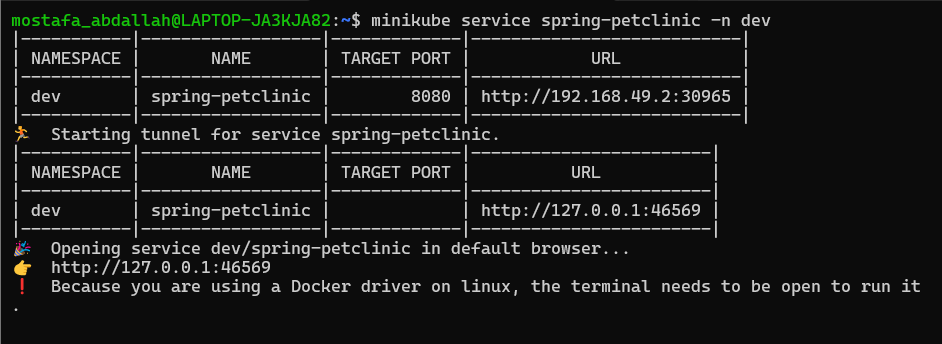 mostafa_abdallah@LAPTOP-JA3KJA82:~$ minikube service spring-petclinic -n dev
|-----------|------------------|-------------|---------------------------|
| NAMESPACE |       NAME       | TARGET PORT |            URL            |
|-----------|------------------|-------------|---------------------------|
| dev       | spring-petclinic |        8080 | http://192.168.49.2:30965 |
|-----------|------------------|-------------|---------------------------|
🏃  Starting tunnel for service spring-petclinic.
|-----------|------------------|-------------|------------------------|
| NAMESPACE |       NAME       | TARGET PORT |          URL           |
|-----------|------------------|-------------|------------------------|
| dev       | spring-petclinic |             | http://127.0.0.1:46569 |
|-----------|------------------|-------------|------------------------|
🎉  Opening service dev/spring-petclinic in default browser...
👉  http://127.0.0.1:46569
❗  Because you are using a Docker driver on linux, the terminal needs to be open to run it
.